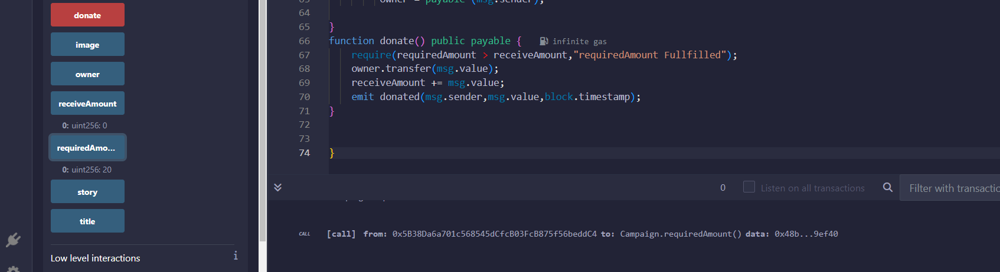 donate
image
owner
receiveAmount
0: uint256: 0
requiredAmo...
0: uint256: 20
story
title
Low level interactions
i
owner = payable (msg.sender);
64
65 }
66 function donate() public payable { infinite gas
67 require(requiredAmount > receiveAmount,"requiredAmount Fullfilled");
68 owner.transfer(msg.value);
69 receiveAmount += msg.value;
70 emit donated(msg.sender,msg.value,block.timestamp);
71 }
72
73
74 }
0 Listen on all transactions Filter with transactio
CALL [call] from: 0x5B38Da6a701c568545dCfcB03FcB875f56beddC4 to: Campaign.requiredAmount() data: 0x48b...9ef40